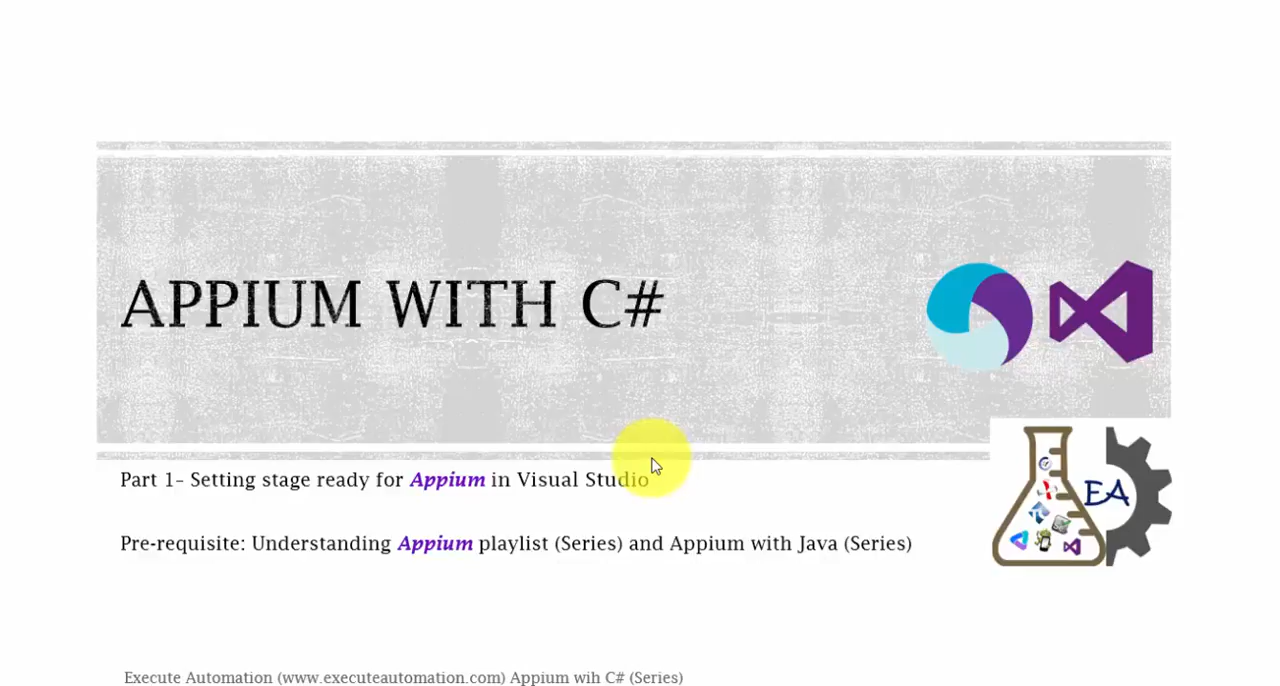 APPIUM WITH C#
EA
Part 1- Setting stage ready for Appium in Visual Studio
Pre-requisite: Understanding Appium playlist (Series) and Appium with Java (Series)
Execute Automation (www.executeautomation.com) Appium wih C# (Series)